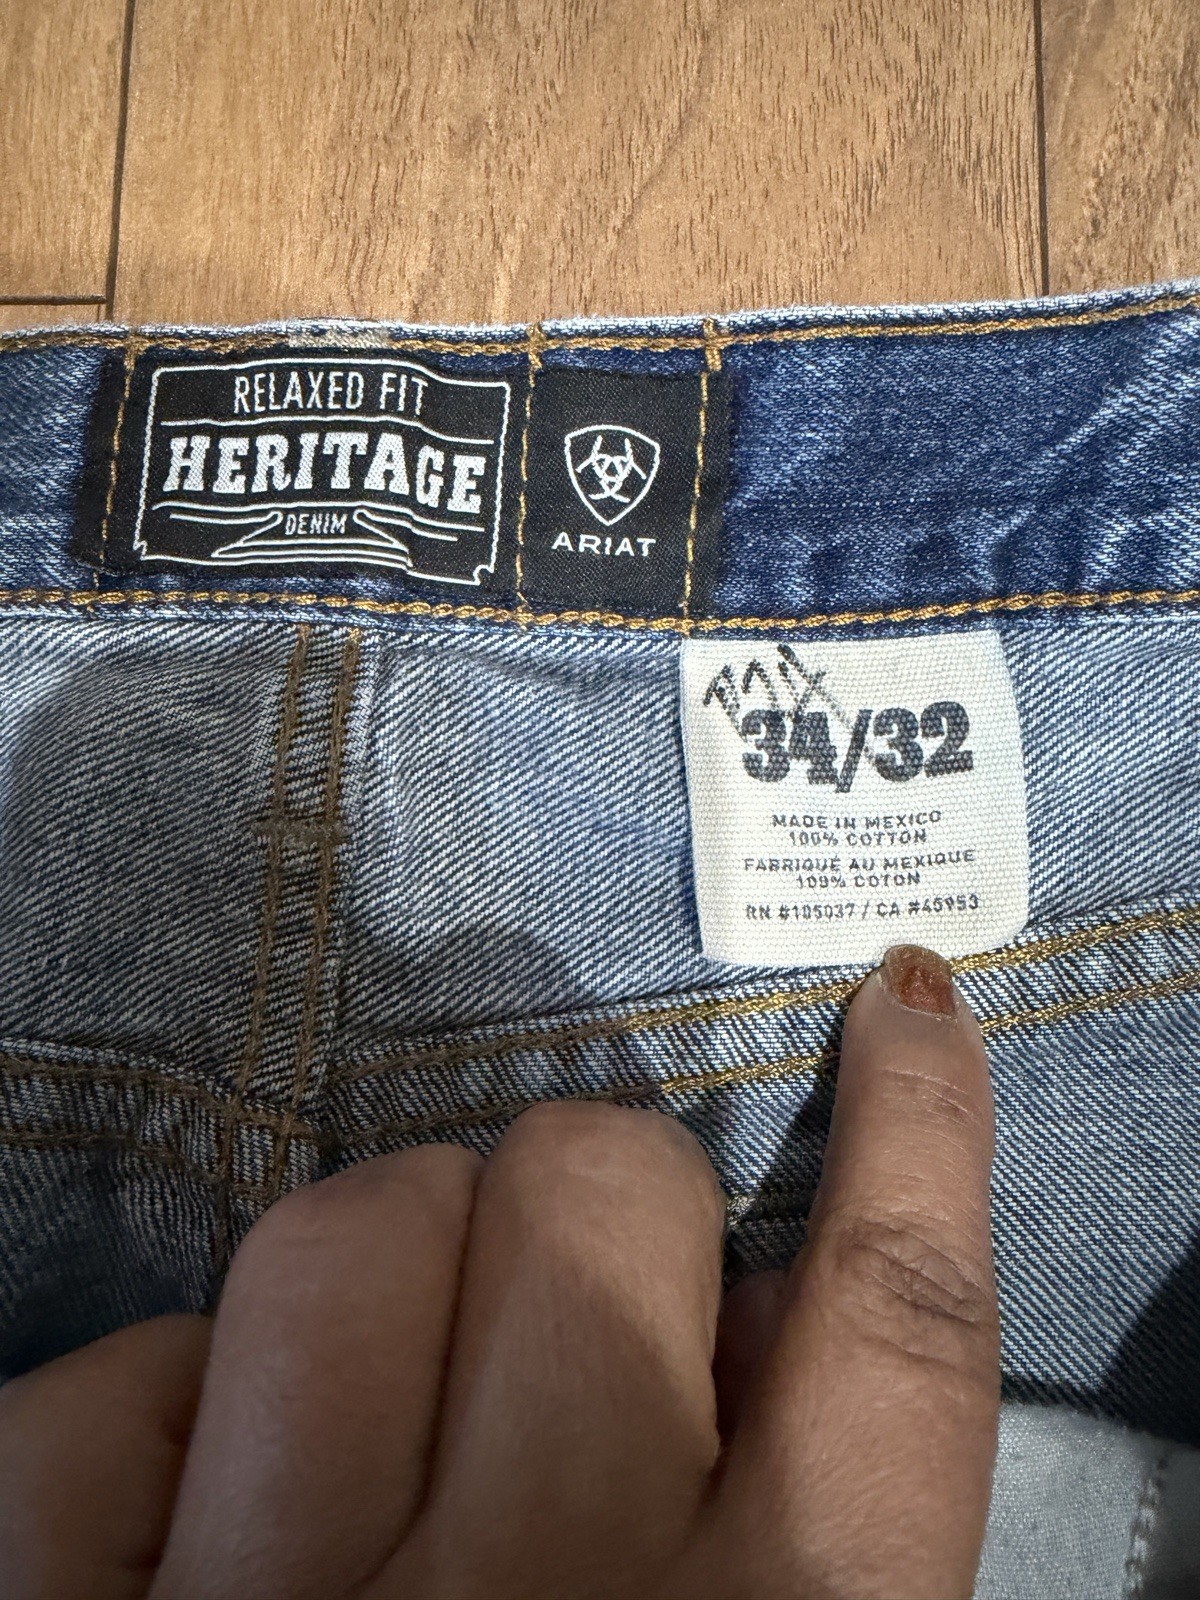 RELAXED FIT
HERITAGE
DENIM
ARIAT
34/32
MADE IN MEXICO
100% COTTON
FABRIQUÉ AU MEXIQUE
100% COTON
RN #105037 / CA #45953